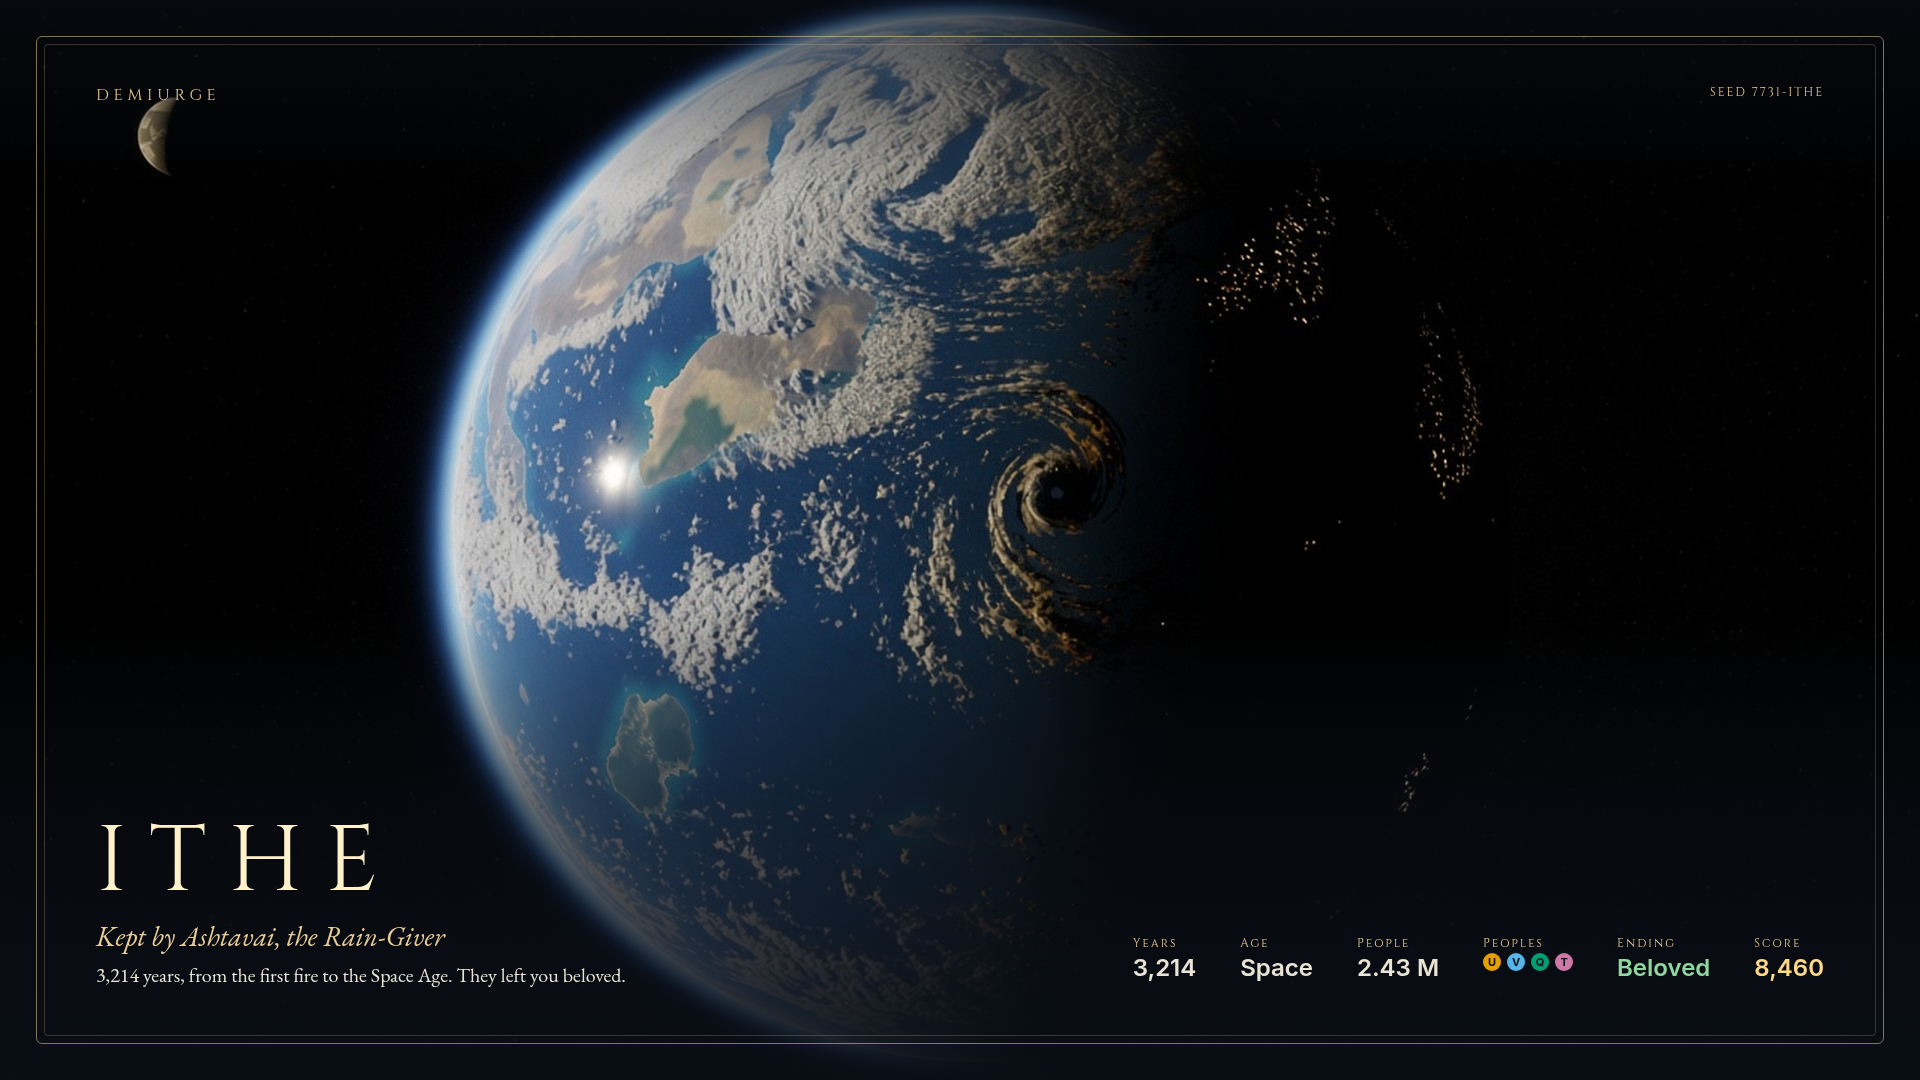 DEMIURGE
SEED 7731-ITHE
ITHE
Kept by Ashtavai, the Rain-Giver
3,214 years, from the first fire to the Space Age. They left you beloved.
YEARS AGE PEOPLE PEOPLES ENDING SCORE
3,214 Space 2.43 M U V Q T Beloved 8,460